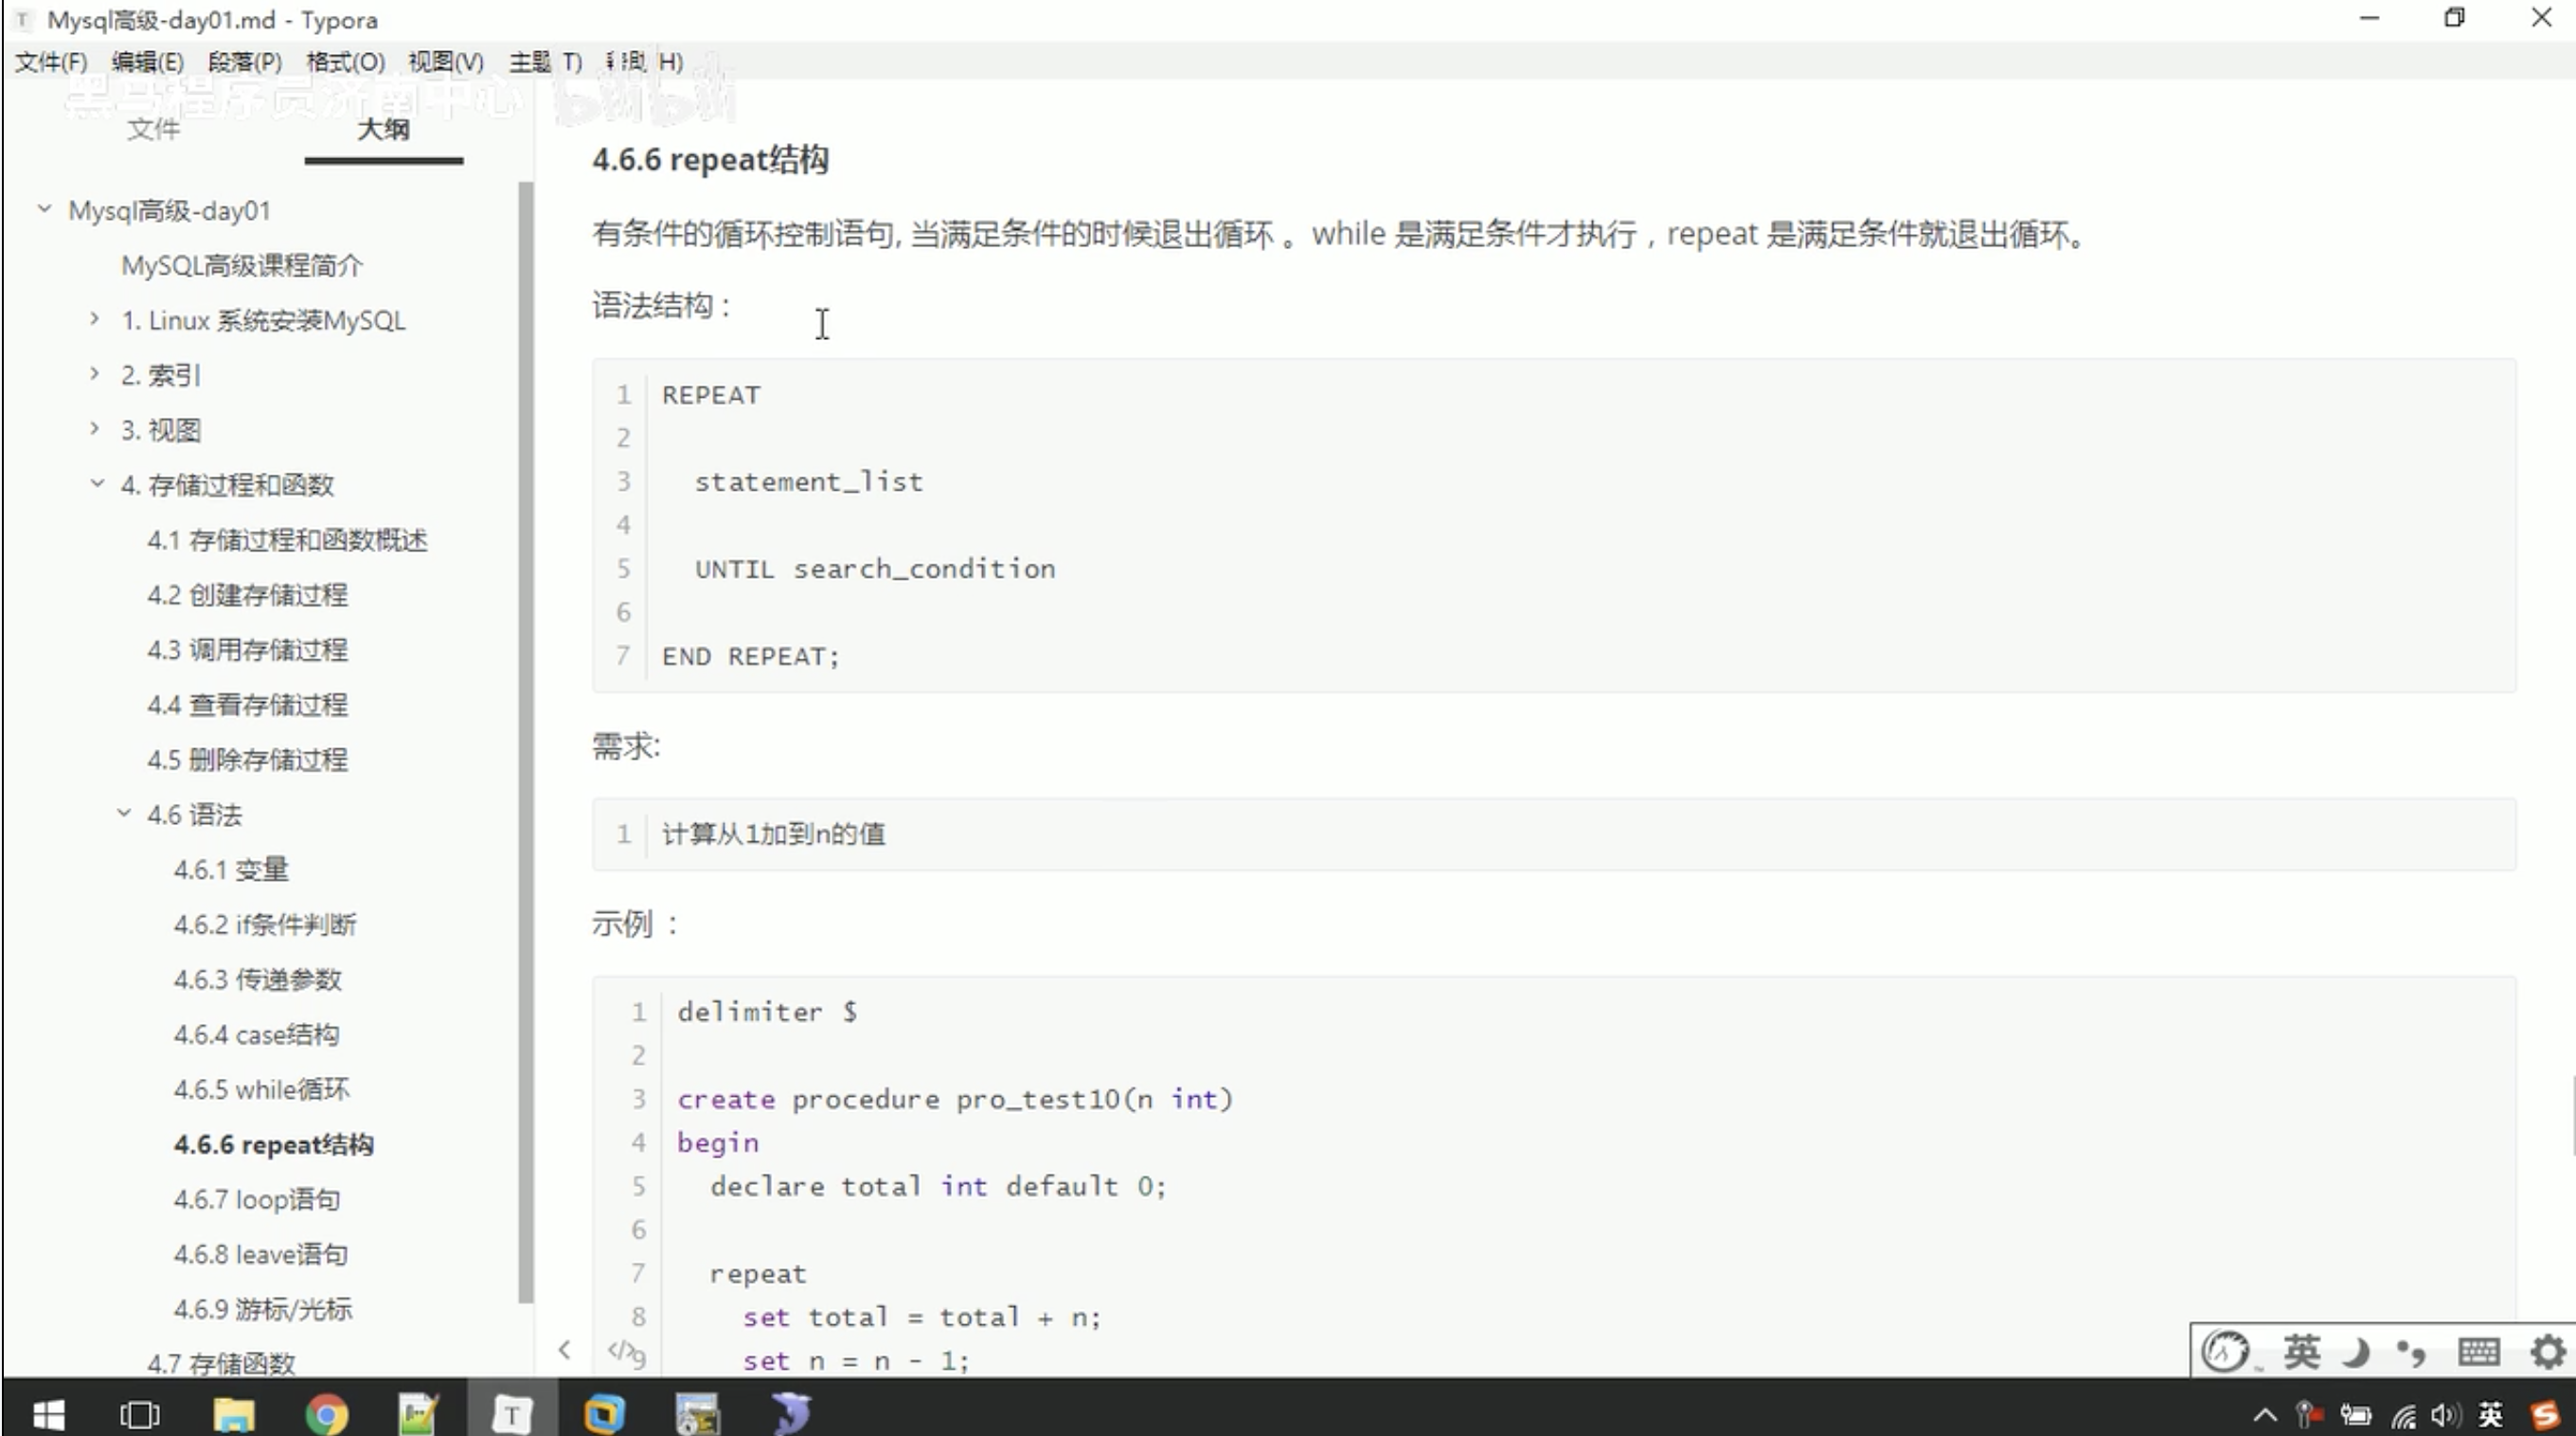 Mysql高级-day01.md - Typora
文件(F) 编辑(E) 段落(P) 格式(O) 视图(V) 主题(T) 帮助(H)
黑马程序员济南中心 bilibili
文件 大纲
Mysql高级-day01
MySQL高级课程简介
1. Linux 系统安装MySQL
2. 索引
3. 视图
4. 存储过程和函数
4.1 存储过程和函数概述
4.2 创建存储过程
4.3 调用存储过程
4.4 查看存储过程
4.5 删除存储过程
4.6 语法
4.6.1 变量
4.6.2 if条件判断
4.6.3 传递参数
4.6.4 case结构
4.6.5 while循环
4.6.6 repeat结构
4.6.7 loop语句
4.6.8 leave语句
4.6.9 游标/光标
4.7 存储函数
4.6.6 repeat结构
有条件的循环控制语句, 当满足条件的时候退出循环 。while 是满足条件才执行，repeat 是满足条件就退出循环。
语法结构 :
1 REPEAT
2
3 statement_list
4
5 UNTIL search_condition
6
7 END REPEAT;
需求:
1 计算从1加到n的值
示例 ：
1 delimiter $
2
3 create procedure pro_test10(n int)
4 begin
5 declare total int default 0;
6
7 repeat
8 set total = total + n;
9 set n = n - 1;
英
英